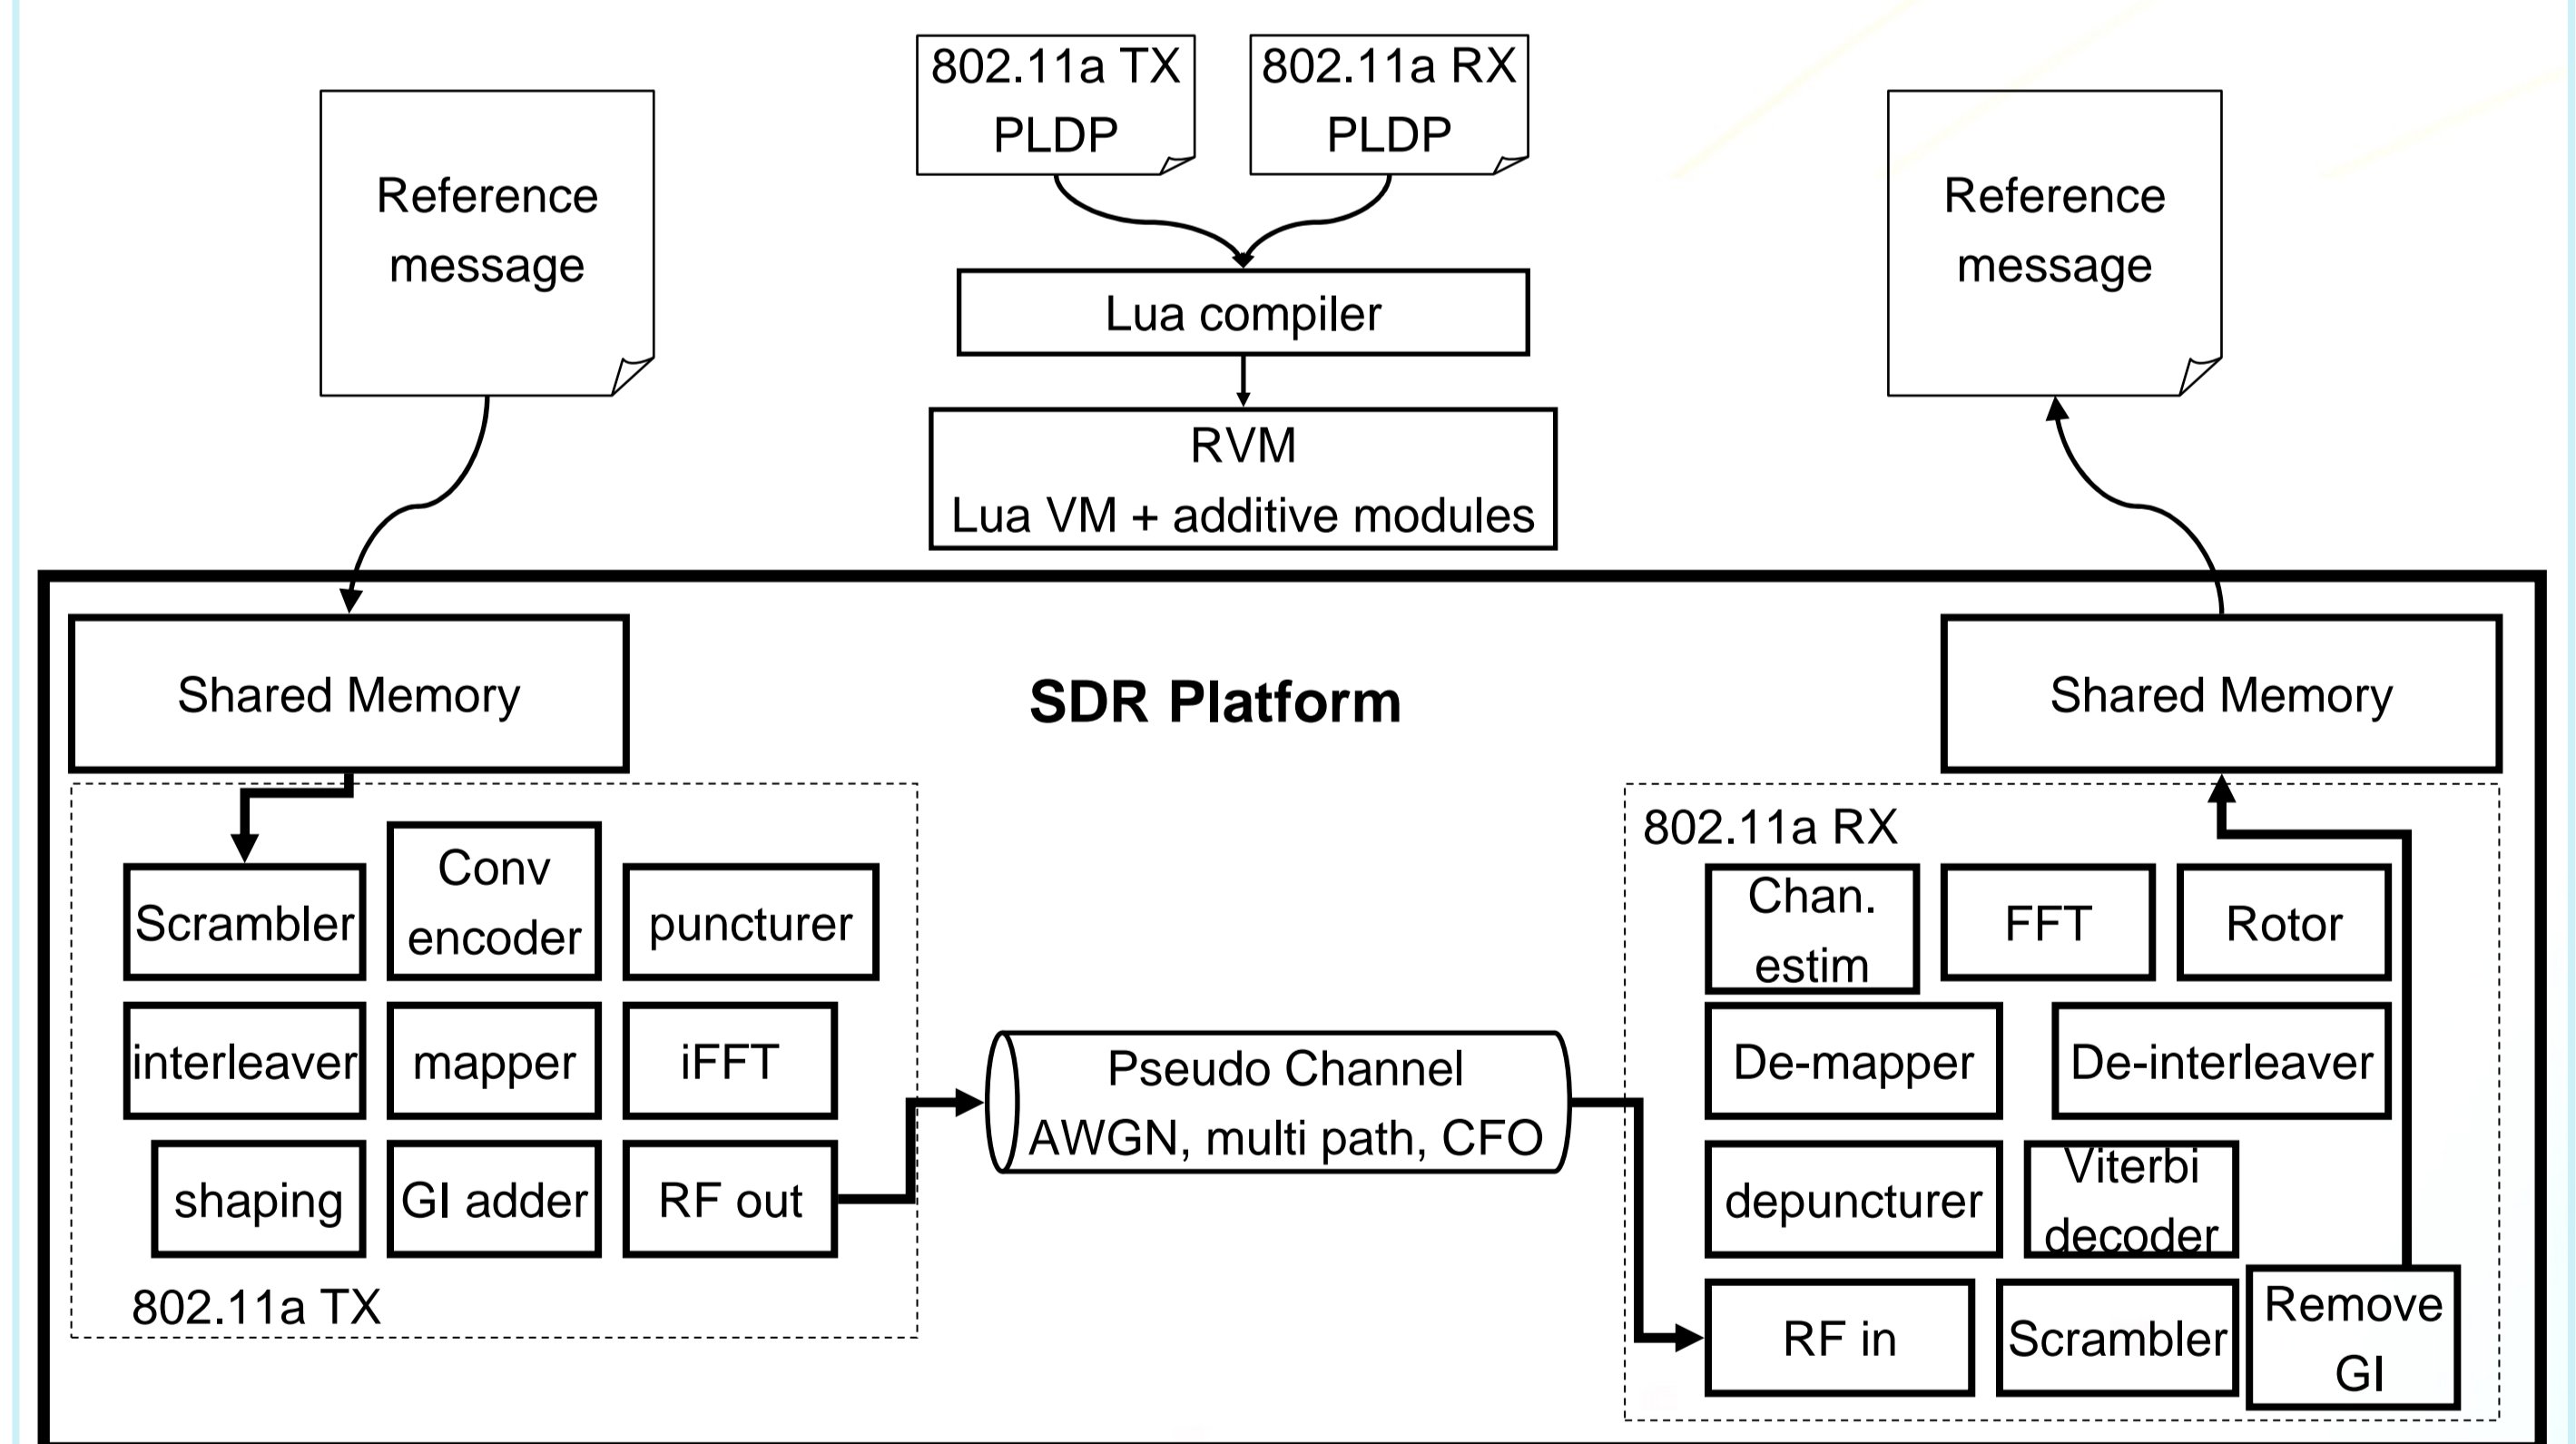 802.11a TX
PLDP
802.11a RX
PLDP
Reference
message
Reference
message
Lua compiler
RVM
Lua VM + additive modules
Shared Memory
SDR Platform
Shared Memory
Scrambler
Conv
encoder
puncturer
interleaver
mapper
iFFT
shaping
GI adder
RF out
802.11a TX
Pseudo Channel
AWGN, multi path, CFO
802.11a RX
Chan.
estim
FFT
Rotor
De-mapper
De-interleaver
depuncturer
Viterbi
decoder
RF in
Scrambler
Remove
GI